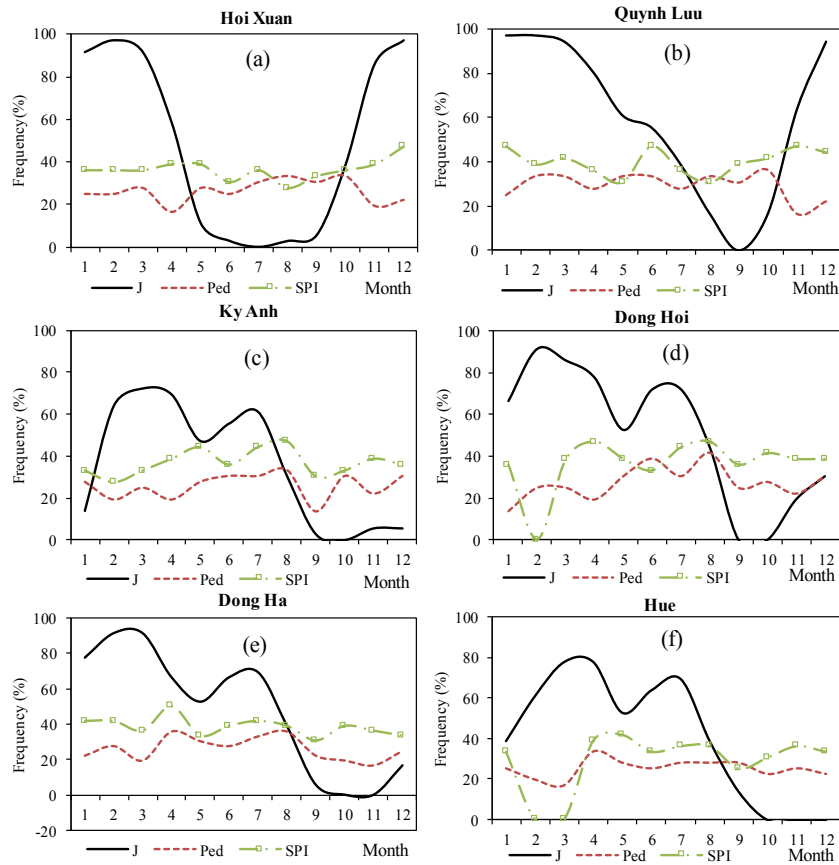 Hoi Xuan
(a)
Frequency(%)
100
80
60
40
20
0
1 2 3 4 5 6 7 8 9 10 11 12
J Ped SPI Month
Quynh Luu
(b)
Frequency (%)
100
80
60
40
20
0
1 2 3 4 5 6 7 8 9 10 11 12
J Ped SPI Month
Ky Anh
(c)
Frequency (%)
100
80
60
40
20
0
1 2 3 4 5 6 7 8 9 10 11 12
J Ped SPI Month
Dong Hoi
(d)
Frequency (%)
100
80
60
40
20
0
1 2 3 4 5 6 7 8 9 10 11 12
J Ped SPI Month
Dong Ha
(e)
Frequency (%)
100
80
60
40
20
0
-20
1 2 3 4 5 6 7 8 9 10 11 12
J Ped SPI Month
Hue
(f)
Frequency (%)
100
80
60
40
20
0
1 2 3 4 5 6 7 8 9 10 11 12
J Ped SPI Month